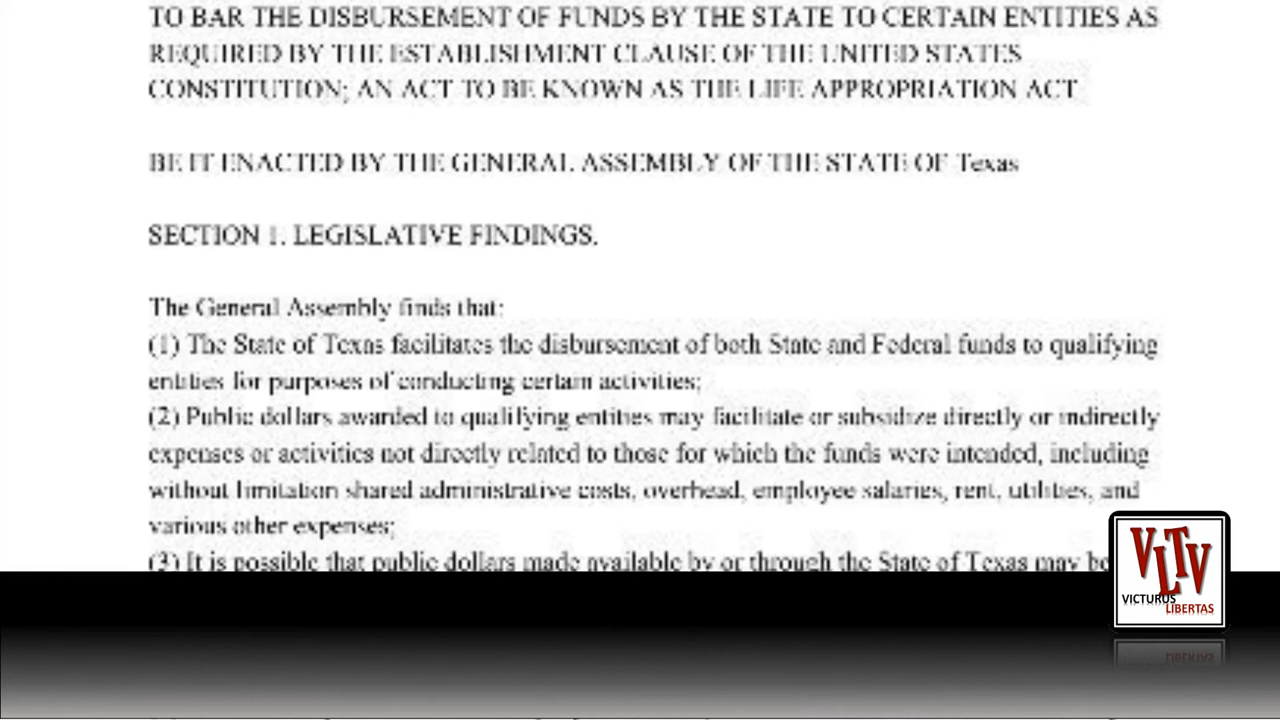 TO BAR THE DISBURSEMENT OF FUNDS BY THE STATE TO CERTAIN ENTITIES AS
REQUIRED BY THE ESTABLISHMENT CLAUSE OF THE UNITED STATES
CONSTITUTION; AN ACT TO BE KNOWN AS THE LIFE APPROPRIATION ACT
BE IT ENACTED BY THE GENERAL ASSEMBLY OF THE STATE OF Texas
SECTION 1. LEGISLATIVE FINDINGS.
The General Assembly finds that:
(1) The State of Texas facilitates the disbursement of both State and Federal funds to qualifying
entities for purposes of conducting certain activities;
(2) Public dollars awarded to qualifying entities may facilitate or subsidize directly or indirectly
expenses or activities not directly related to those for which the funds were intended, including
without limitation shared administrative costs, overhead, employee salaries, rent, utilities, and
various other expenses;
(3) It is possible that public dollars made available by or through the State of Texas may be
VLTV
VICTURUS
LIBERTAS